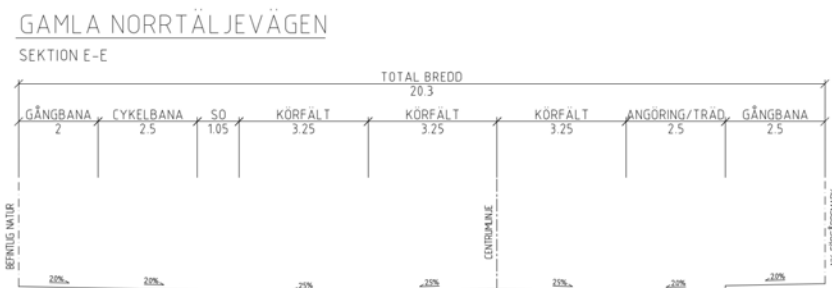 GAMLA NORRTÄLJEVÄGEN
SEKTION E-E
TOTAL BREDD
20.3
GÅNGBANA CYKELBANA SO KÖRFÄLT KÖRFÄLT KÖRFÄLT ANGÖRING/TRÄD GÅNGBANA
2 2.5 1.05 3.25 3.25 3.25 2.5 2.5
BEFINTLIG NATUR
CENTRUMLINJE
20% 20% 25% 25% 25% 20% 20%